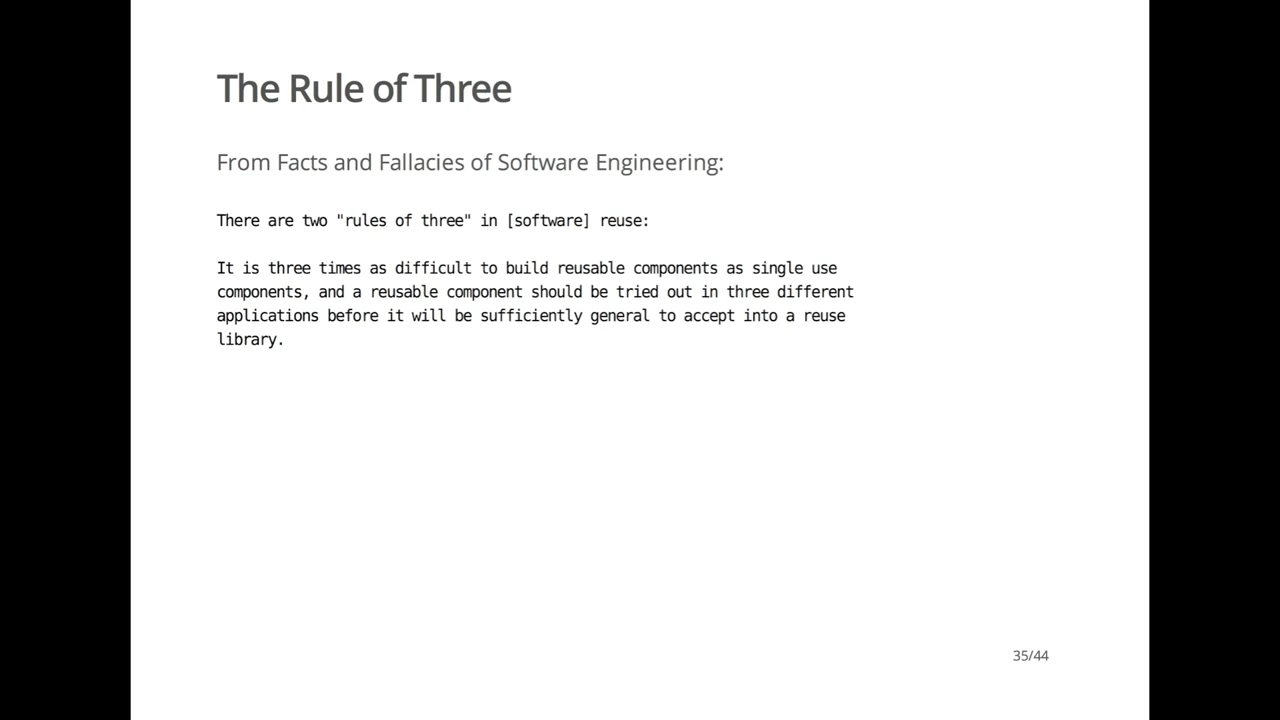 The Rule of Three
From Facts and Fallacies of Software Engineering:
There are two "rules of three" in [software] reuse:
It is three times as difficult to build reusable components as single use
components, and a reusable component should be tried out in three different
applications before it will be sufficiently general to accept into a reuse
library.
35/44